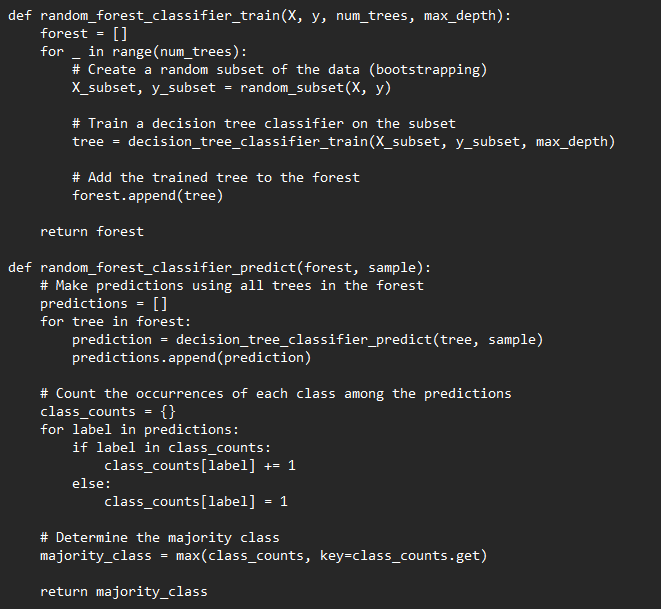 def random_forest_classifier_train(X, y, num_trees, max_depth):
    forest = []
    for _ in range(num_trees):
        # Create a random subset of the data (bootstrapping)
        X_subset, y_subset = random_subset(X, y)

        # Train a decision tree classifier on the subset
        tree = decision_tree_classifier_train(X_subset, y_subset, max_depth)

        # Add the trained tree to the forest
        forest.append(tree)

    return forest

def random_forest_classifier_predict(forest, sample):
    # Make predictions using all trees in the forest
    predictions = []
    for tree in forest:
        prediction = decision_tree_classifier_predict(tree, sample)
        predictions.append(prediction)

    # Count the occurrences of each class among the predictions
    class_counts = {}
    for label in predictions:
        if label in class_counts:
            class_counts[label] += 1
        else:
            class_counts[label] = 1

    # Determine the majority class
    majority_class = max(class_counts, key=class_counts.get)

    return majority_class